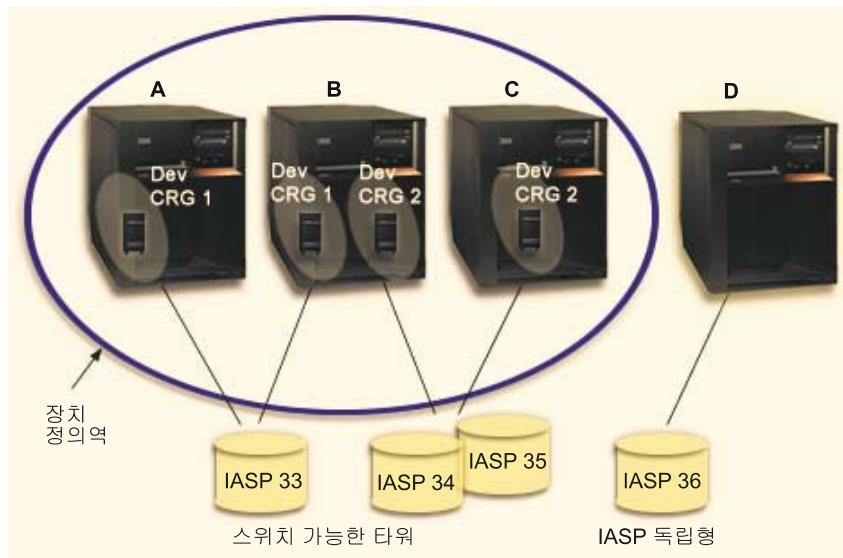 A
B
C
D
Dev
CRG 1
Dev
CRG 1
Dev
CRG 2
Dev
CRG 2
장치
정의역
IASP 33
IASP 34
IASP 35
IASP 36
스위치 가능한 타워
IASP 독립형